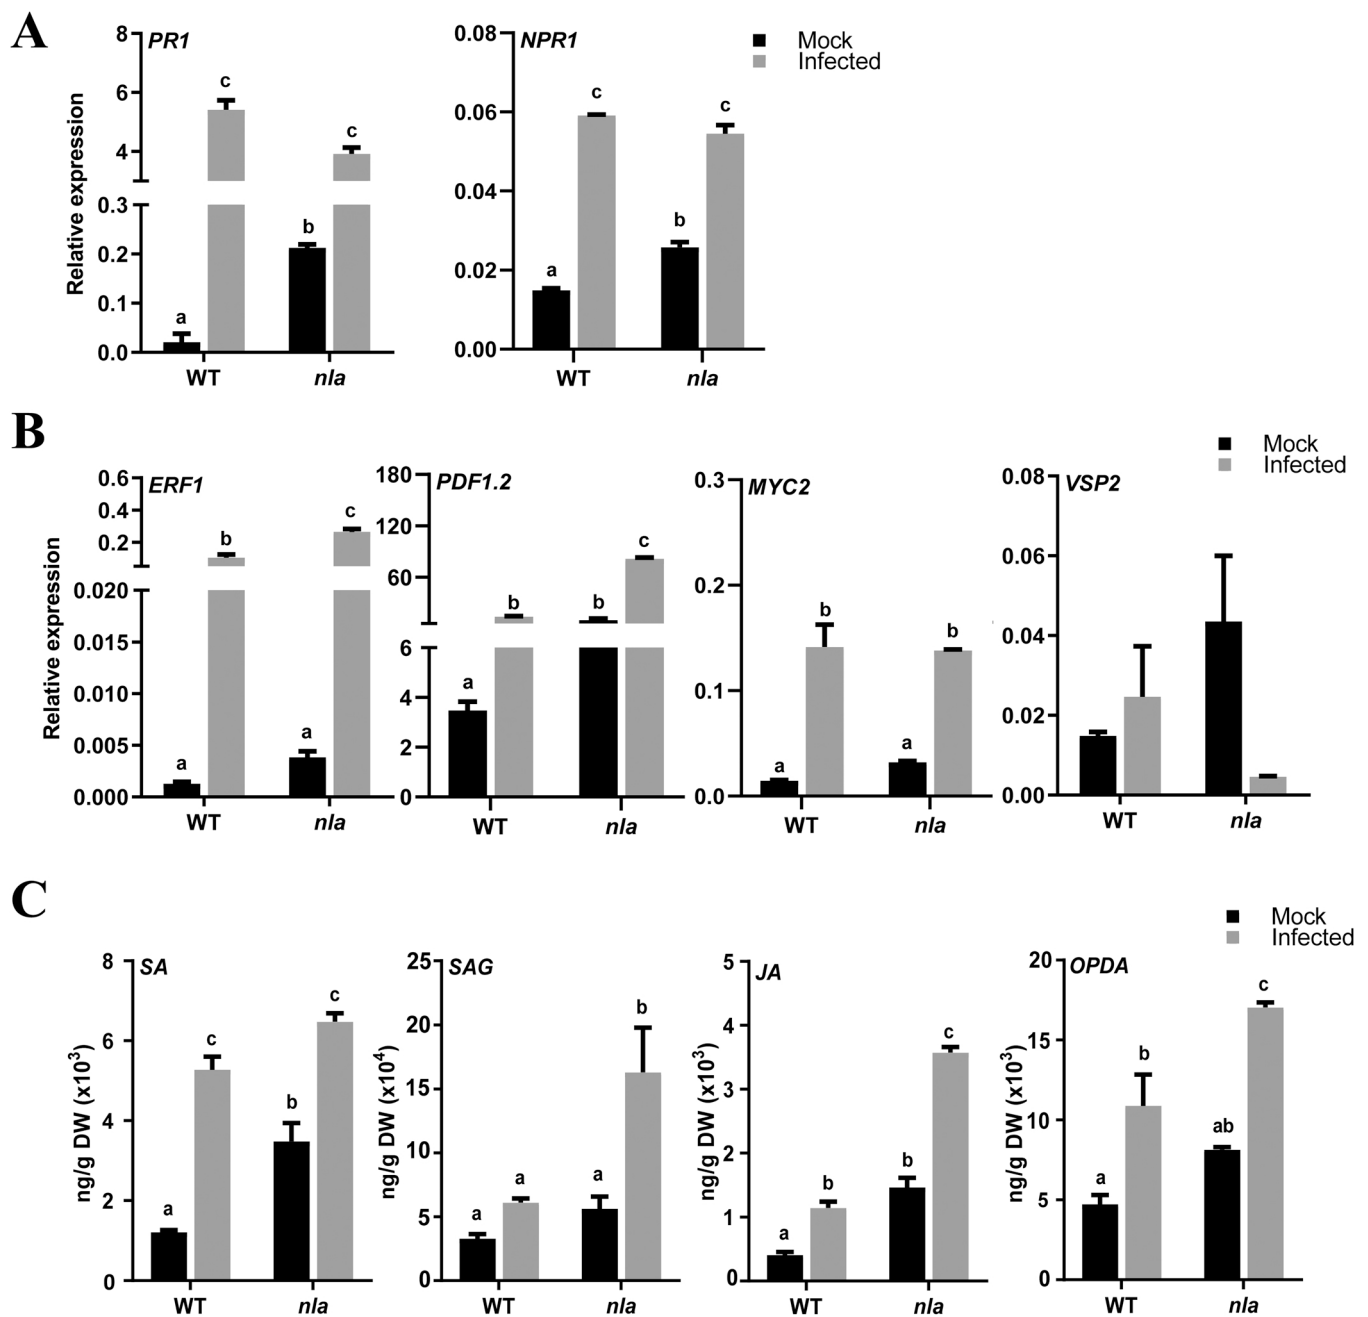 A
PR1
Relative expression
8
6
4
0.3
0.2
0.1
0.0
c
c
b
a
WT
nla
NPR1
0.08
0.06
0.04
0.02
0.00
c
c
b
a
WT
nla
Mock
Infected
B
Mock
Infected
ERF1
Relative expression
0.6
0.4
0.2
0.020
0.015
0.010
0.005
0.000
a
b
a
c
WT
nla
PDF1.2
180
120
60
6
4
2
0
a
b
b
c
WT
nla
MYC2
0.3
0.2
0.1
0.0
a
b
a
b
WT
nla
VSP2
0.08
0.06
0.04
0.02
0.00
WT
nla
C
Mock
Infected
SA
ng/g DW (x10³)
8
6
4
2
0
a
c
b
c
WT
nla
SAG
ng/g DW (x10⁴)
25
20
15
10
5
0
a
a
a
b
WT
nla
JA
ng/g DW (x10³)
5
4
3
2
1
0
a
b
b
c
WT
nla
OPDA
ng/g DW (x10³)
20
15
10
5
0
a
b
ab
c
WT
nla